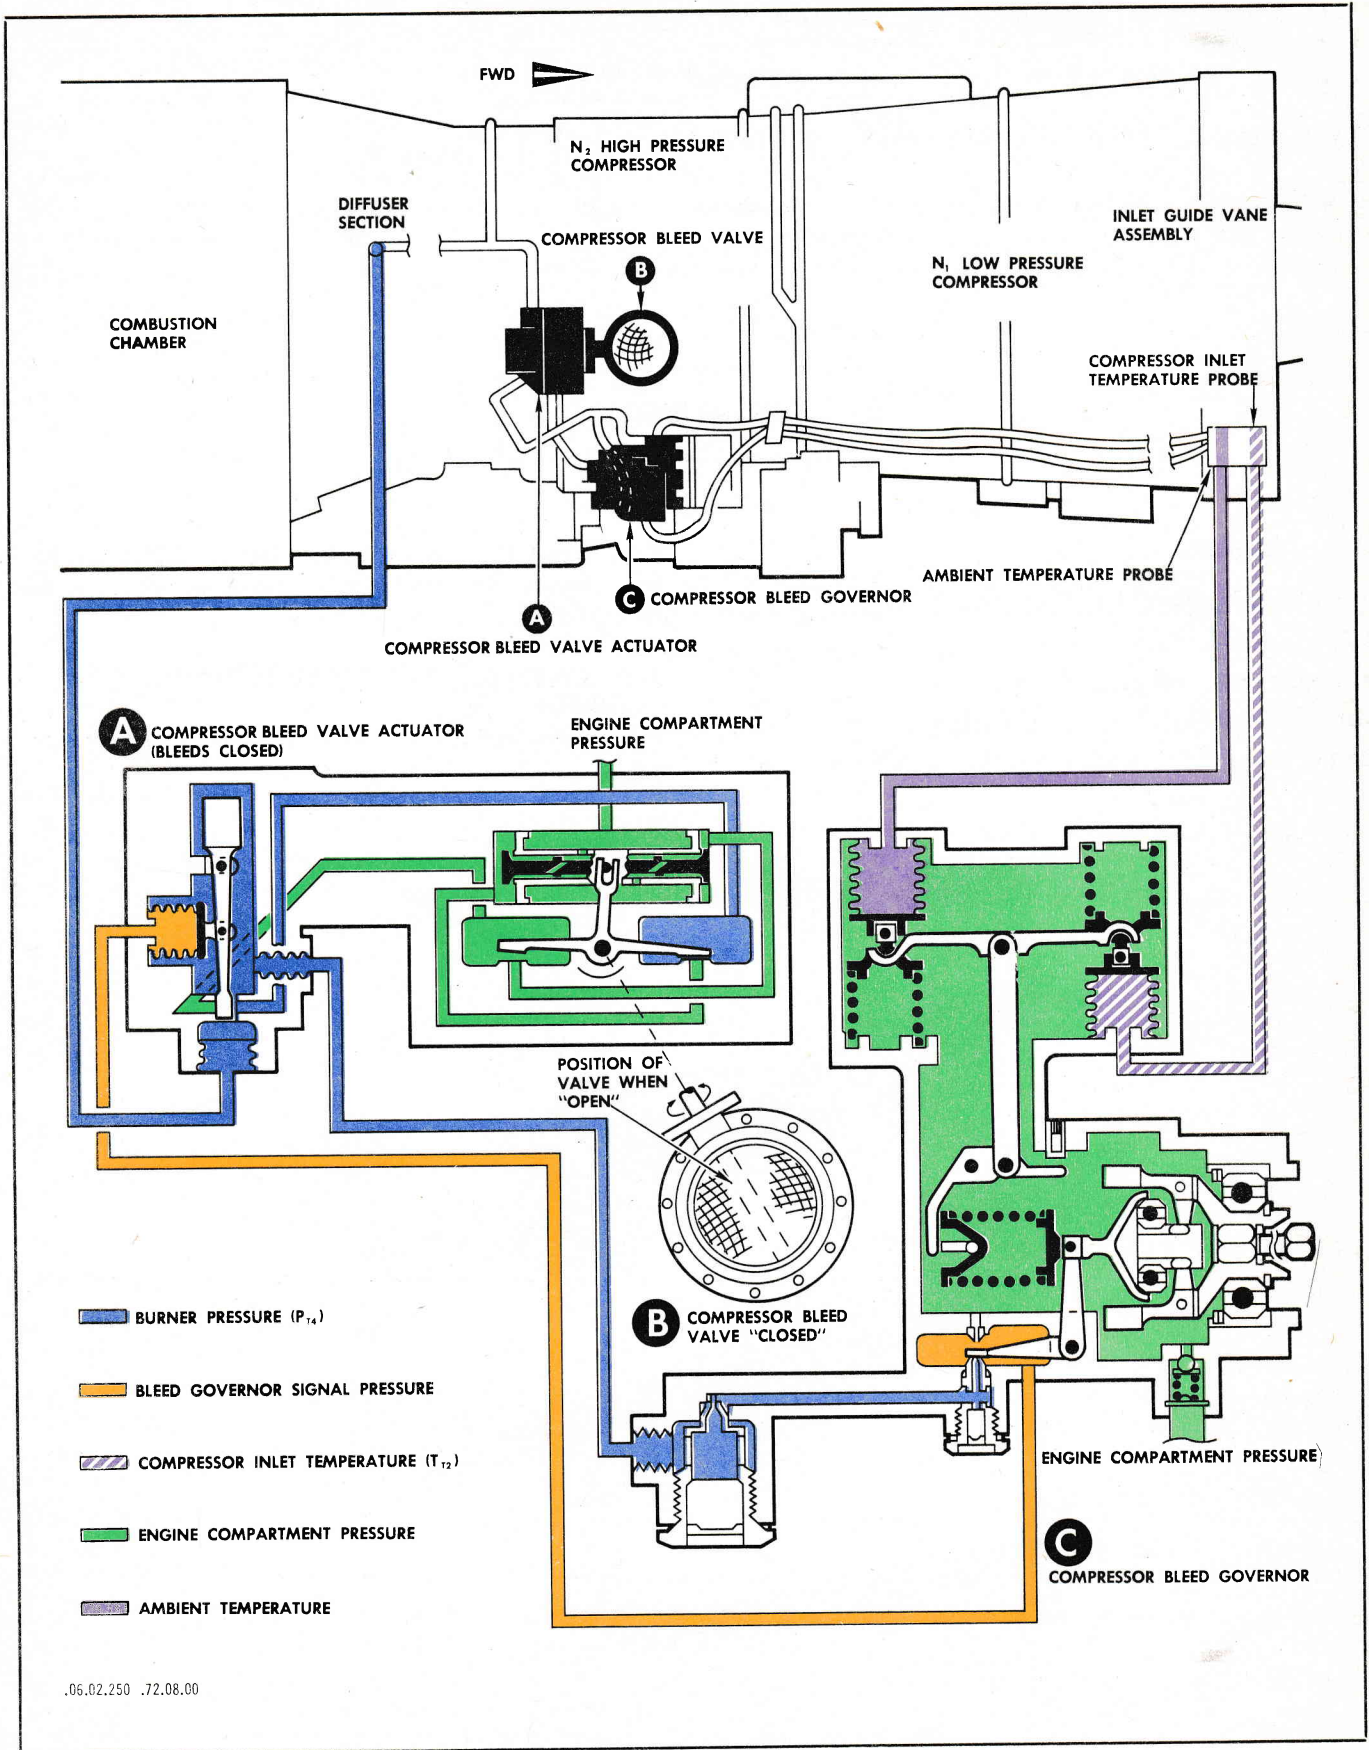 FWD
N₂ HIGH PRESSURE
COMPRESSOR
DIFFUSER
SECTION
COMPRESSOR BLEED VALVE
B
INLET GUIDE VANE
ASSEMBLY
N₁ LOW PRESSURE
COMPRESSOR
COMBUSTION
CHAMBER
COMPRESSOR INLET
TEMPERATURE PROBE
AMBIENT TEMPERATURE PROBE
C COMPRESSOR BLEED GOVERNOR
A
COMPRESSOR BLEED VALVE ACTUATOR
A COMPRESSOR BLEED VALVE ACTUATOR
(BLEEDS CLOSED)
ENGINE COMPARTMENT
PRESSURE
POSITION OF
VALVE WHEN
"OPEN"
B COMPRESSOR BLEED
VALVE "CLOSED"
BURNER PRESSURE (PT4)
BLEED GOVERNOR SIGNAL PRESSURE
COMPRESSOR INLET TEMPERATURE (TT2)
ENGINE COMPARTMENT PRESSURE
AMBIENT TEMPERATURE
ENGINE COMPARTMENT PRESSURE
C
COMPRESSOR BLEED GOVERNOR
.06.02.250 .72.08.00